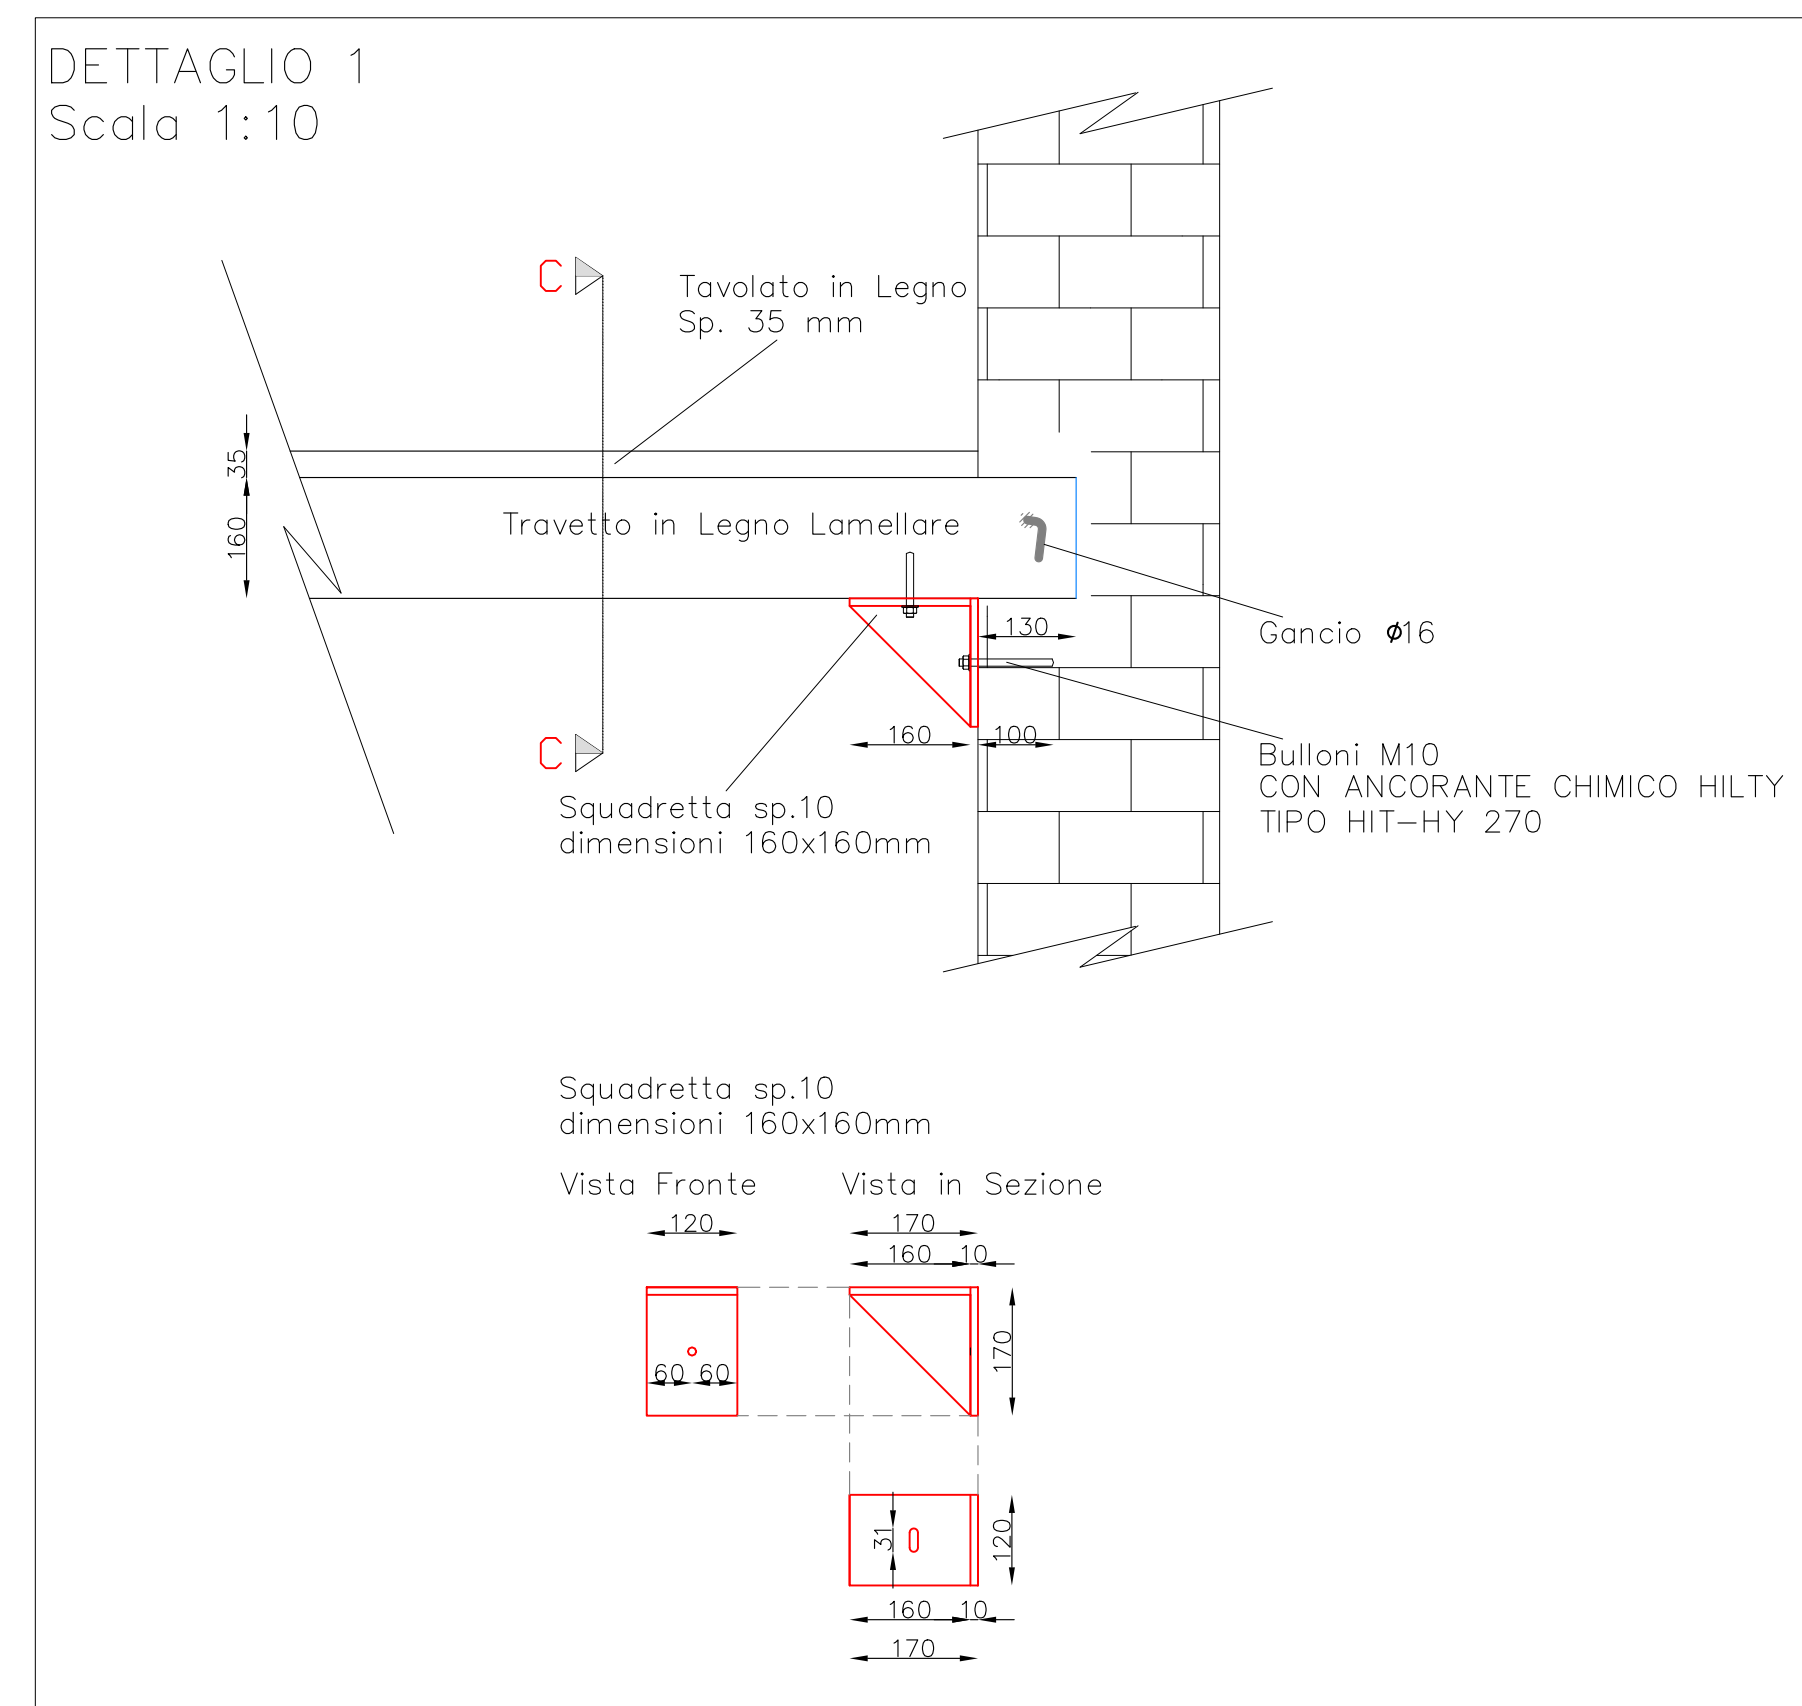 DETTAGLIO 1
Scala 1:10
C
Tavolato in Legno
Sp. 35 mm
35
160
Travetto in Legno Lamellare
130
Gancio ø16
160
100
C
Bulloni M10
CON ANCORANTE CHIMICO HILTY
TIPO HIT-HY 270
Squadretta sp.10
dimensioni 160x160mm
Squadretta sp.10
dimensioni 160x160mm
Vista Fronte
Vista in Sezione
120
170
160
10
170
60
60
31
120
160
10
170